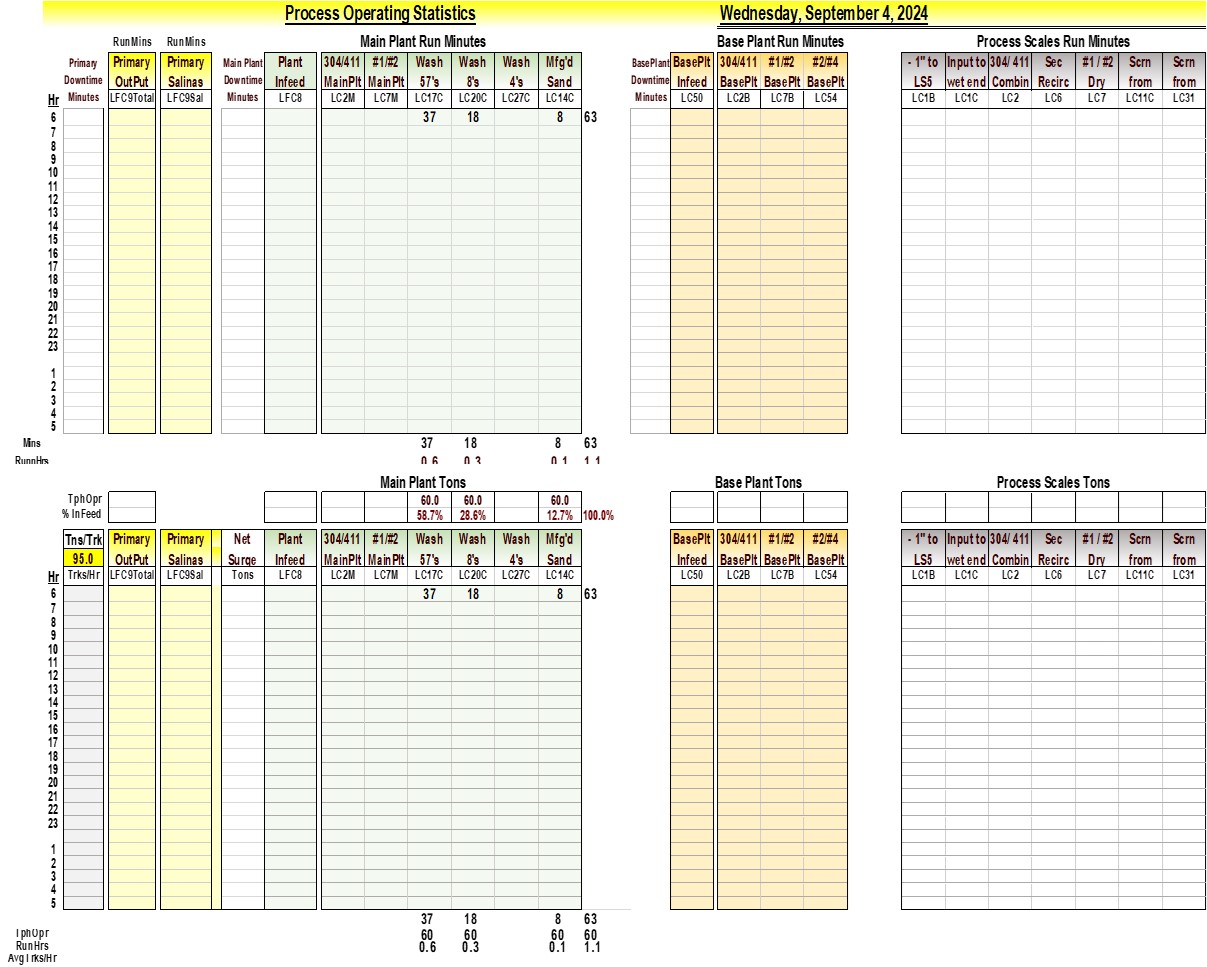 Process Operating Statistics Wednesday, September 4, 2024
RunMins RunMins Main Plant Run Minutes Base Plant Run Minutes Process Scales Run Minutes
Primary Primary Primary Main Plant Plant 304/411 #1/#2 Wash Wash Wash Mfg'd BasePlant BasePlt 304/411 #1/#2 #2/#4 - 1" to Input to 304/ 411 Sec #1 / #2 Scrn Scrn
Downtime OutPut Salinas Downtime Infeed MainPlt MainPlt 57's 8's 4's Sand Downtime Infeed BasePlt BasePlt BasePlt LS5 wet end Combin Recirc Dry from from
Hr Minutes LFC9Total LFC9Sal Minutes LFC8 LC2M LC7M LC17C LC20C LC27C LC14C Minutes LC50 LC2B LC7B LC54 LC1B LC1C LC2 LC6 LC7 LC11C LC31
6 37 18 8 63
7
8
9
10
11
12
13
14
15
16
17
18
19
20
21
22
23
1
2
3
4
5
Mins 37 18 8 63
RunnHrs 0.6 0.3 0.1 1.1
Main Plant Tons Base Plant Tons Process Scales Tons
TphOpr 60.0 60.0 60.0
% InFeed 58.7% 28.6% 12.7% 100.0%
Tns/Trk Primary Primary Net Plant 304/411 #1/#2 Wash Wash Wash Mfg'd BasePlt 304/411 #1/#2 #2/#4 - 1" to Input to 304/ 411 Sec #1 / #2 Scrn Scrn
95.0 OutPut Salinas Surge Infeed MainPlt MainPlt 57's 8's 4's Sand Infeed BasePlt BasePlt BasePlt LS5 wet end Combin Recirc Dry from from
Hr Trks/Hr LFC9Total LFC9Sal Tons LFC8 LC2M LC7M LC17C LC20C LC27C LC14C LC50 LC2B LC7B LC54 LC1B LC1C LC2 LC6 LC7 LC11C LC31
6 37 18 8 63
7
8
9
10
11
12
13
14
15
16
17
18
19
20
21
22
23
1
2
3
4
5
37 18 8 63
TphOpr 60 60 60 60
RunHrs 0.6 0.3 0.1 1.1
AvgTrks/Hr